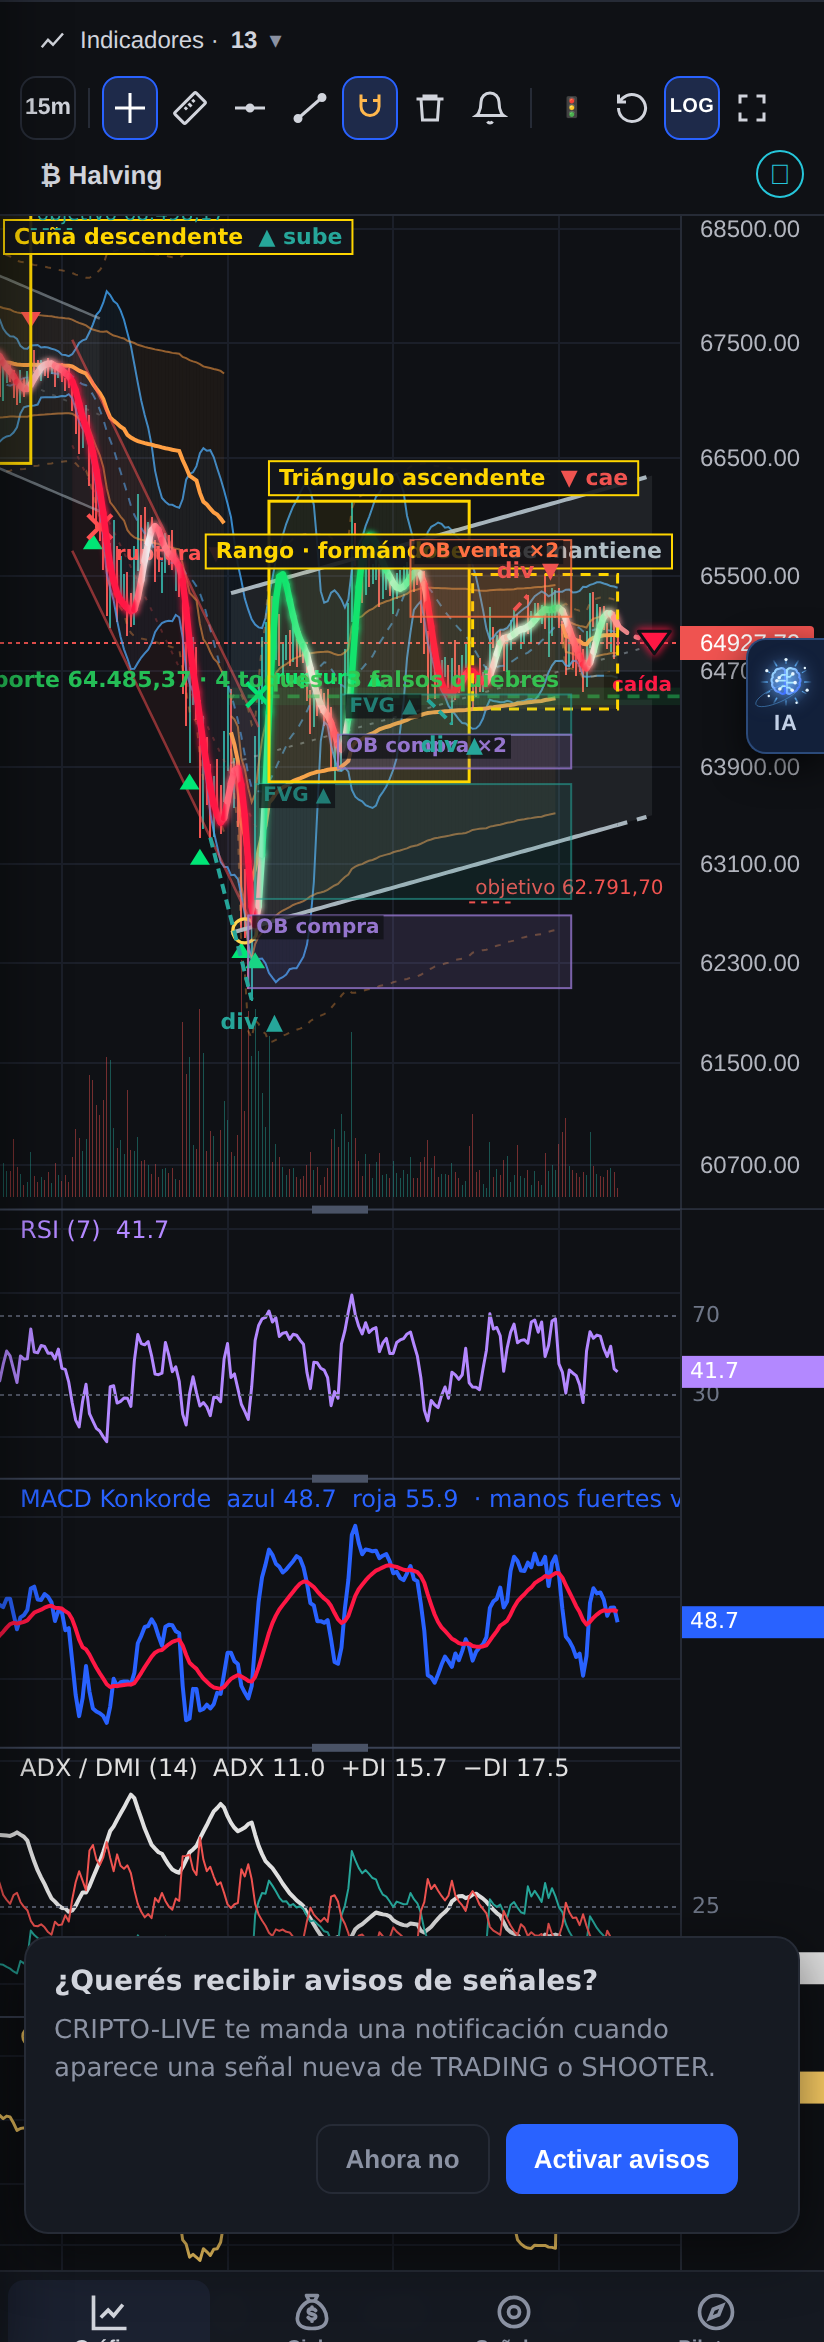 Indicadores · 13 ▾
15m
LOG
₿ Halving
68500.00
Cuña descendente ▲ sube
67500.00
66500.00
Triángulo ascendente ▼ cae
OB venta ×2
mantiene
div ▼
65500.00
caída
FVG ▲
OB compra ×2
div ▲
IA
63900.00
FVG ▲
63100.00
objetivo 62.791,70
OB compra
62300.00
div ▲
61500.00
60700.00
RSI (7) 41.7
70
41.7
30
MACD Konkorde azul 48.7 roja 55.9 · manos fuertes v
48.7
ADX / DMI (14) ADX 11.0 +DI 15.7 −DI 17.5
25
¿Querés recibir avisos de señales?
CRIPTO-LIVE te manda una notificación cuando
aparece una señal nueva de TRADING o SHOOTER.
Ahora no
Activar avisos